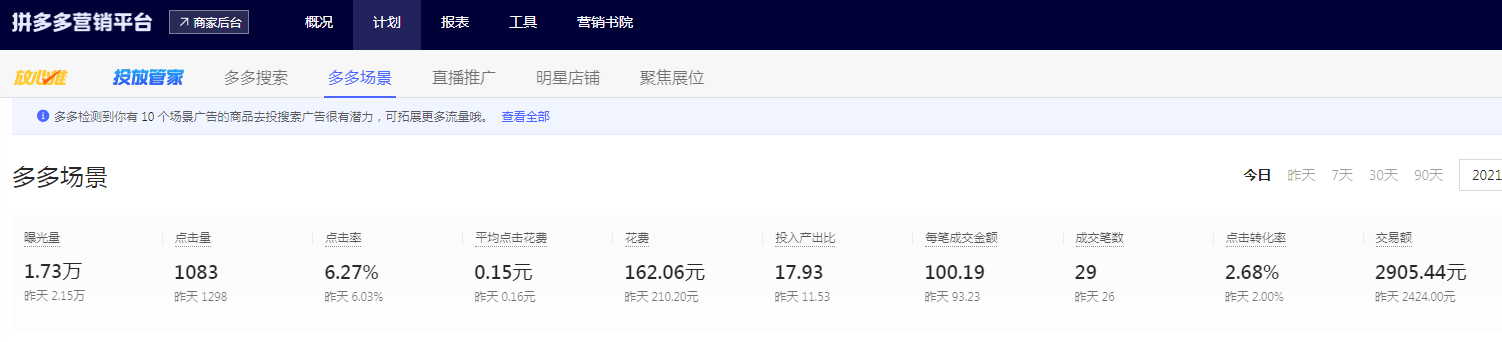 拼多多营销平台 商家后台 概况 计划 报表 工具 营销书院
放心推 投放管家 多多搜索 多多场景 直播推广 明星店铺 聚焦展位
多多检测到你有 10 个场景广告的商品去投搜索广告很有潜力，可拓展更多流量哦。 查看全部
多多场景 今日 昨天 7天 30天 90天 2021
曝光量 点击量 点击率 平均点击花费 花费 投入产出比 每笔成交金额 成交笔数 点击转化率 交易额
1.73万 1083 6.27% 0.15元 162.06元 17.93 100.19 29 2.68% 2905.44元
昨天 2.15万 昨天 1298 昨天 6.03% 昨天 0.16元 昨天 210.20元 昨天 11.53 昨天 93.23 昨天 26 昨天 2.00% 昨天 2424.00元